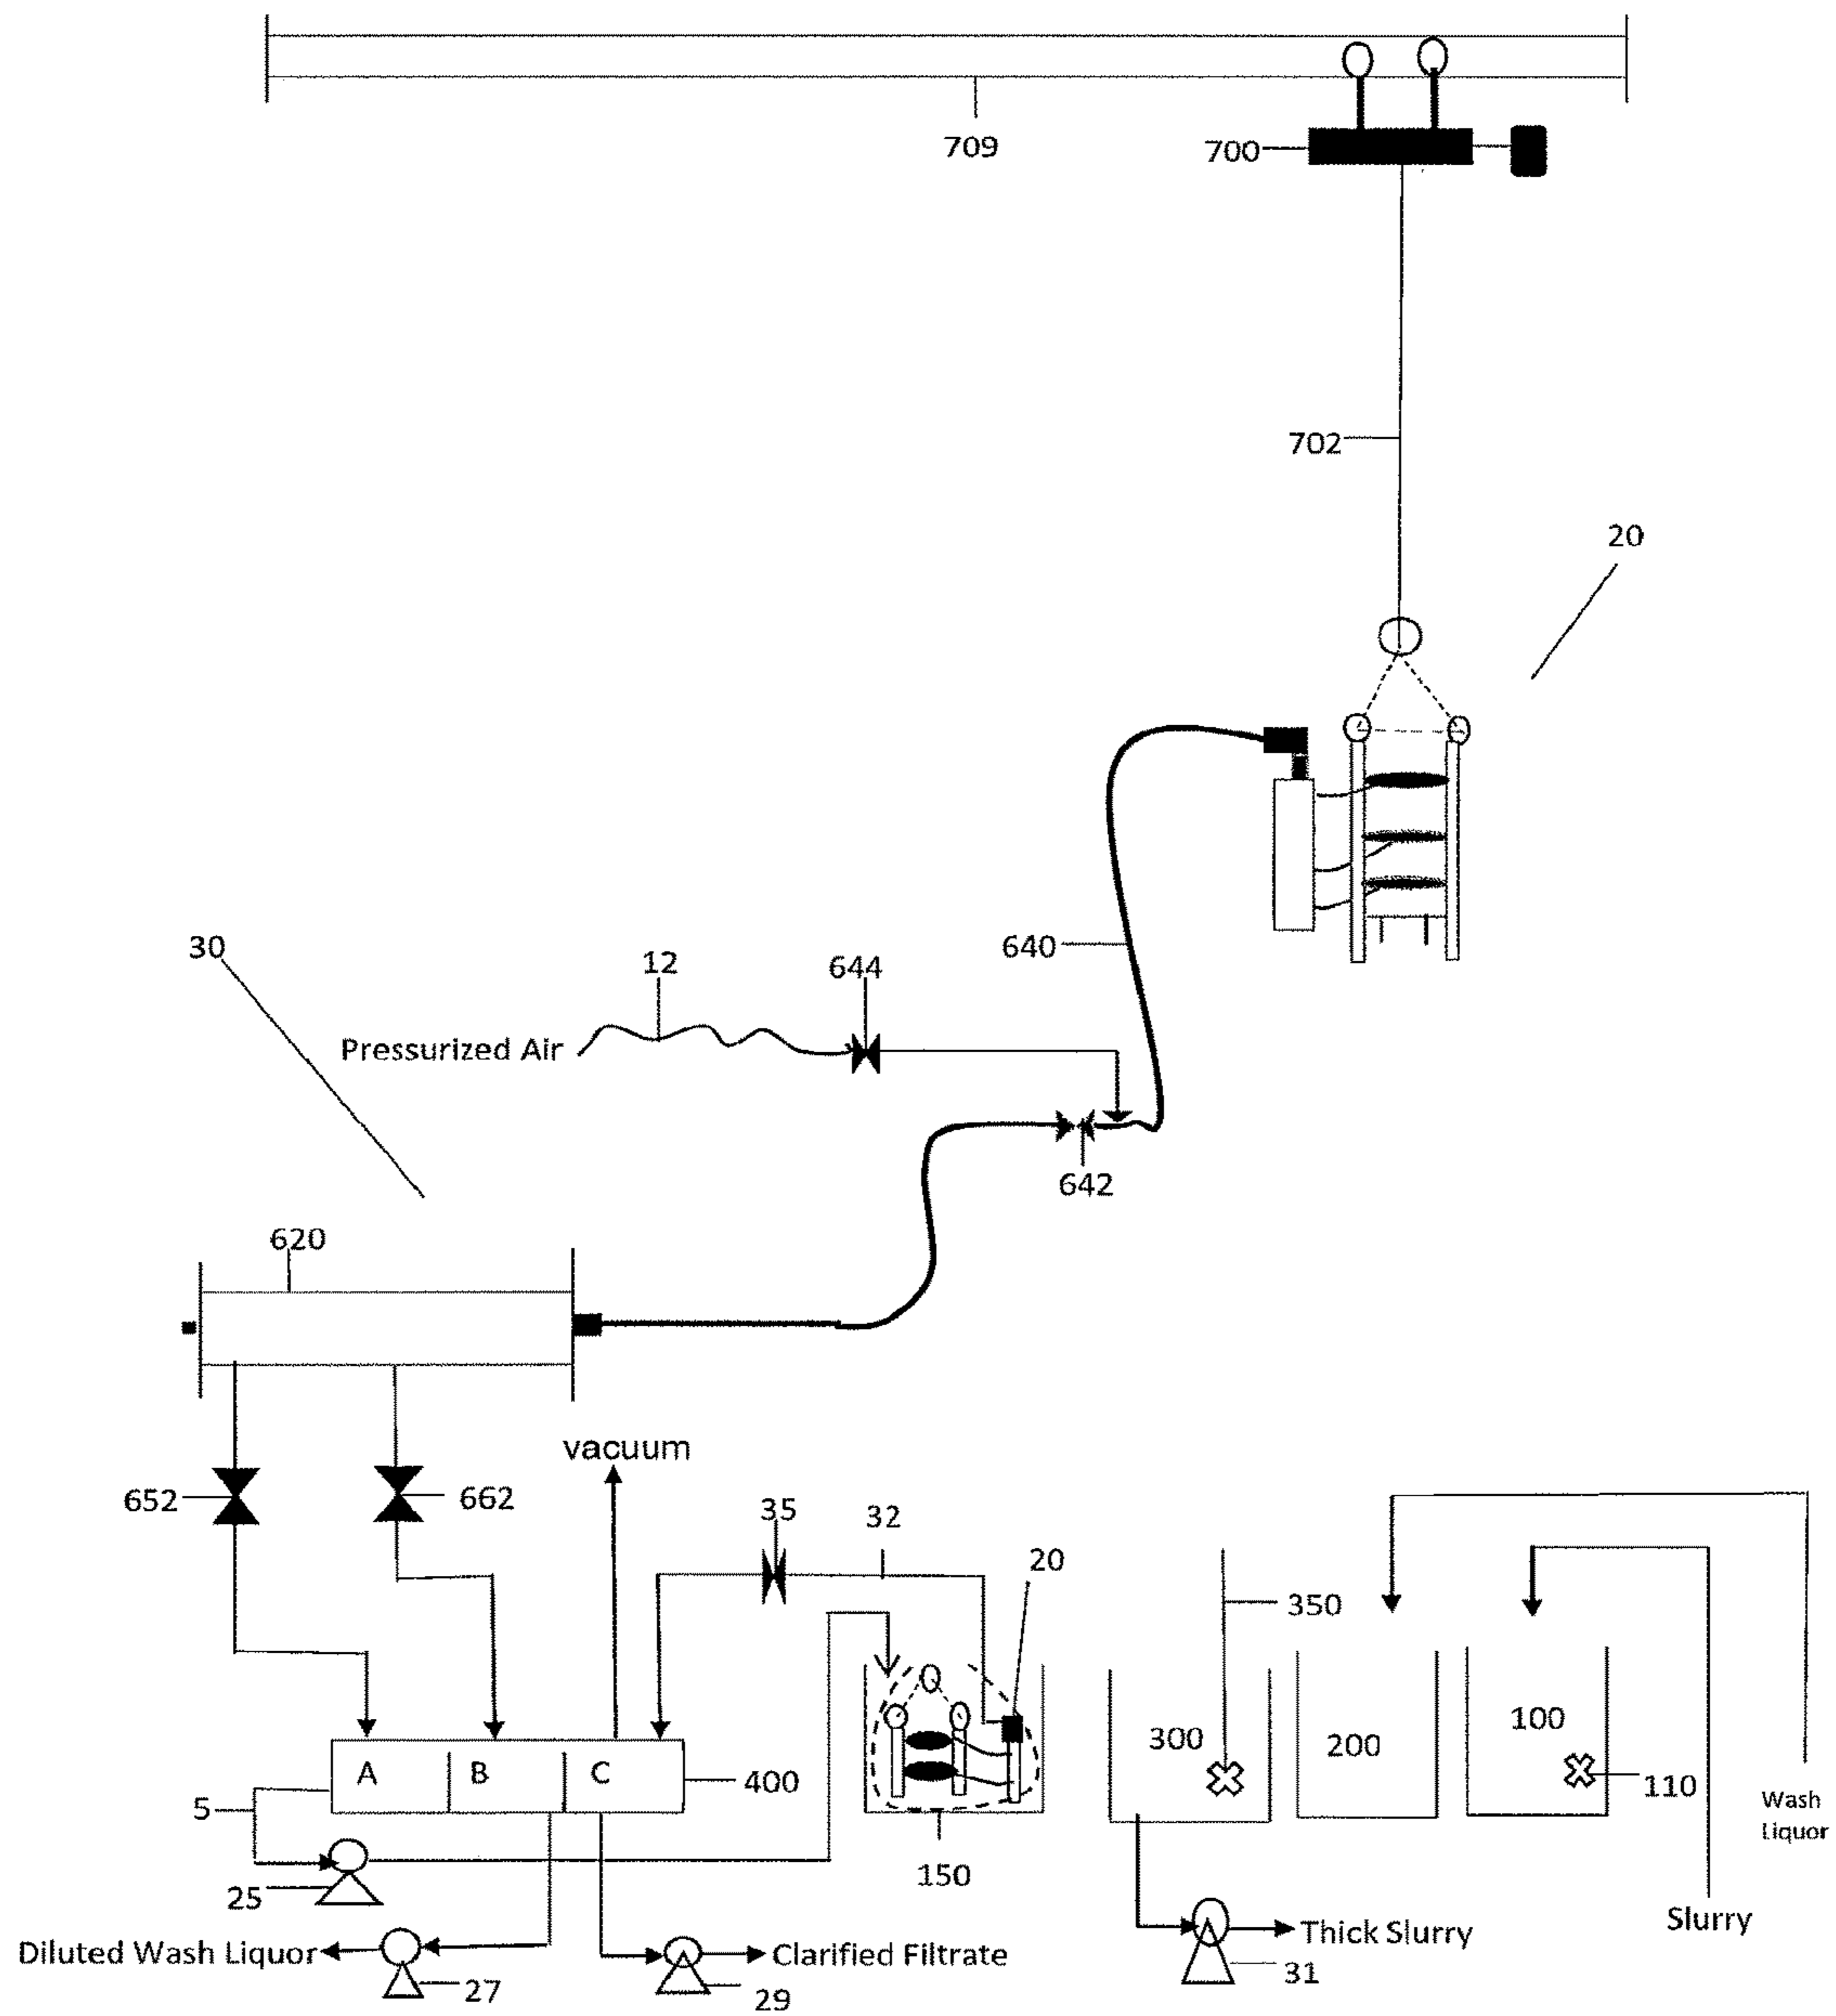 709
700
702
20
30
12
644
640
Pressurized Air
642
620
vacuum
652
662
35
32
20
350
300
200
100
110
A
B
C
400
5
Wash
Liquor
150
25
Slurry
Diluted Wash Liquor
27
Clarified Filtrate
29
Thick Slurry
31